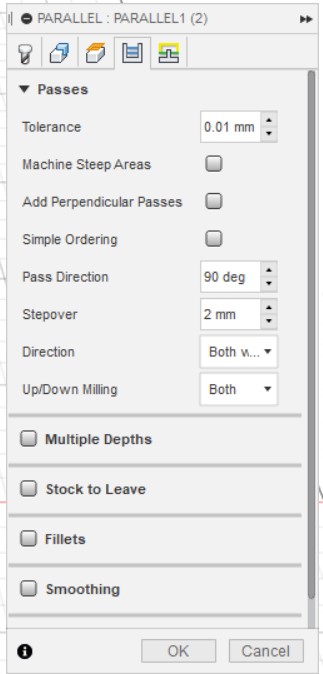 PARALLEL : PARALLEL1 (2)
Passes
Tolerance 0.01 mm
Machine Steep Areas
Add Perpendicular Passes
Simple Ordering
Pass Direction 90 deg
Stepover 2 mm
Direction Both w...
Up/Down Milling Both
Multiple Depths
Stock to Leave
Fillets
Smoothing
OK Cancel